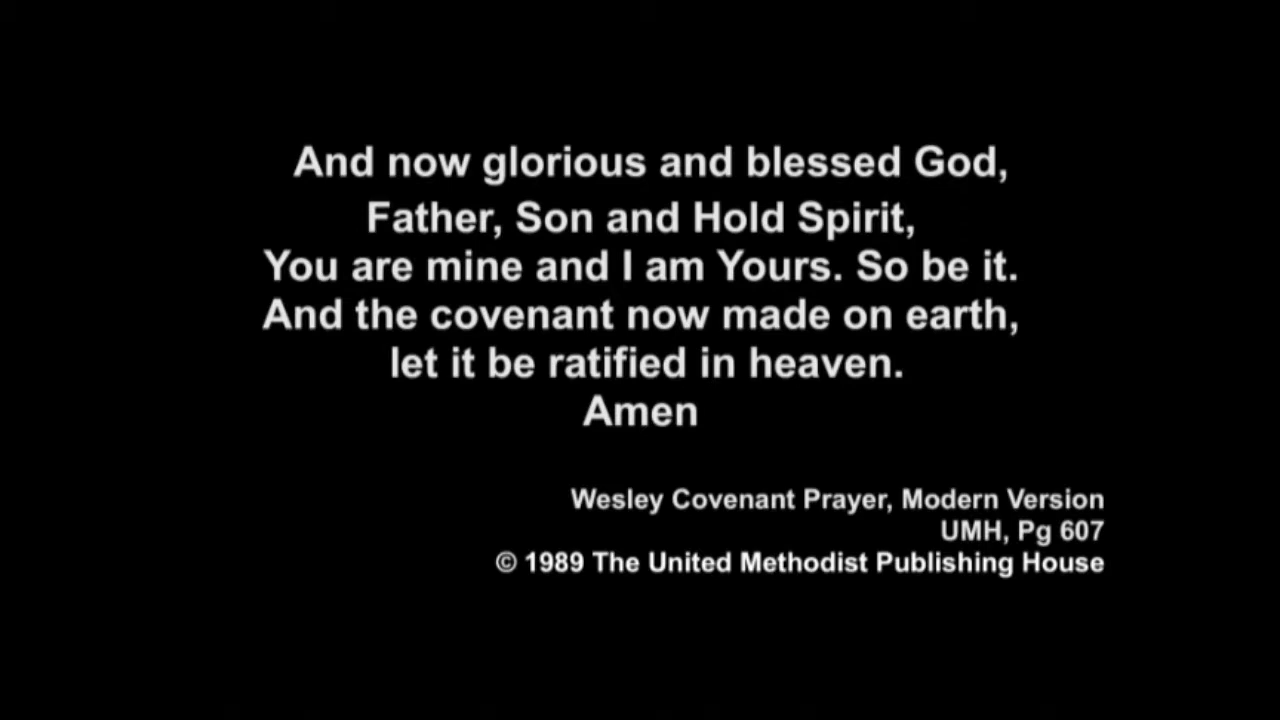 And now glorious and blessed God,
Father, Son and Hold Spirit,
You are mine and I am Yours. So be it.
And the covenant now made on earth,
let it be ratified in heaven.
Amen
Wesley Covenant Prayer, Modern Version
UMH, Pg 607
© 1989 The United Methodist Publishing House